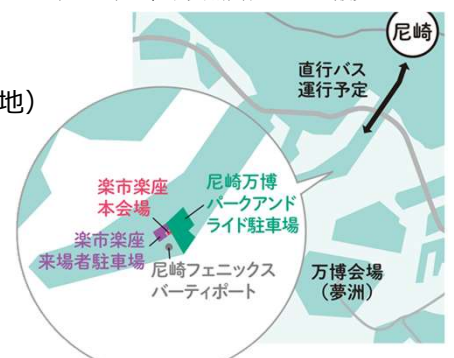 尼崎
直行バス
運行予定
地）
楽市楽座
本会場
尼崎万博
パークアンド
ライド駐車場
楽市楽座
来場者駐車場
尼崎フェニックス
バーティポート
万博会場
（夢洲）